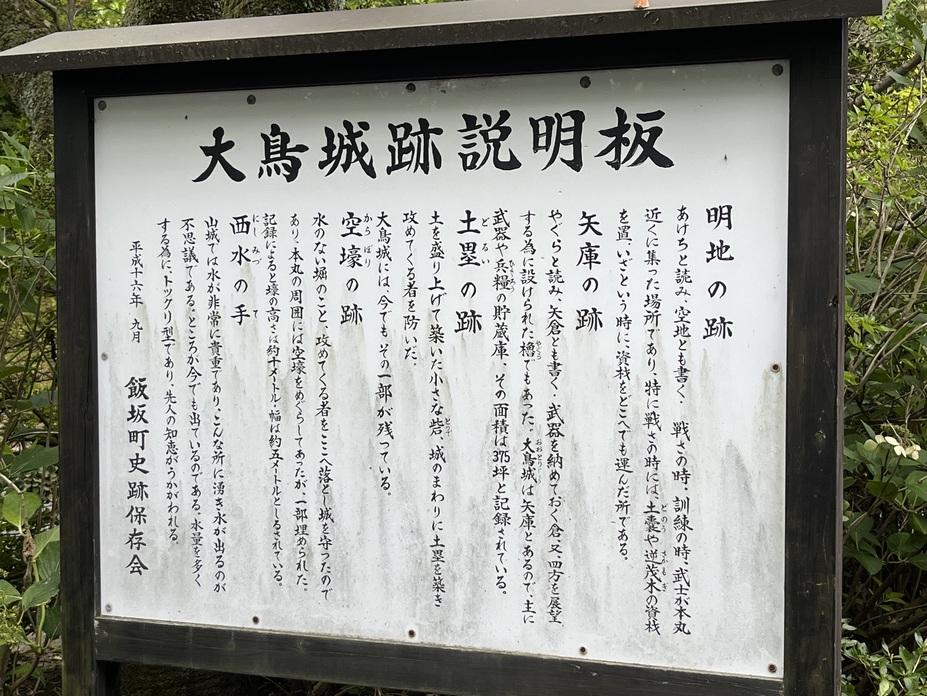 大鳥城跡説明板
明地の跡
あけちと読み、空地とも書く。戦さの時、訓練の時、武士が本丸
近くに集った場所であり、特に戦さの時には、土嚢や逆茂木の資材
を置、いざという時に、資材をどこへでも運んだ所である。
矢庫の跡
やぐらと読み、矢倉とも書く。武器を納めておく倉、又、四方を展望
する為に設けられた櫓でもあった。大鳥城は矢庫とあるので、主に
武器や兵糧の貯蔵庫、その面積は375坪と記録されている。
土塁の跡
土を盛り上げて築いた小さな砦、城のまわりに土塁を築き
攻めてくる者を防いだ。
大鳥城には、今でも、その一部が残っている。
空壕の跡
水のない堀のこと、攻めてくる者をここへ落とし、城を守ったので
あり、本丸の周囲には空壕をめぐらしてあったが、一部埋められた。
記録によると壕の高さは約十メートル・幅は約五メートルとしるされている。
西水の手
山城では水が非常に貴重であり、こんな所に湧き水が出るのが
不思議である。ところが今でも出ているのである。水量を多く
する為に、トックリ型であり、先人の知恵がうかがわれる。
平成十六年 九月
飯坂町史跡保存会